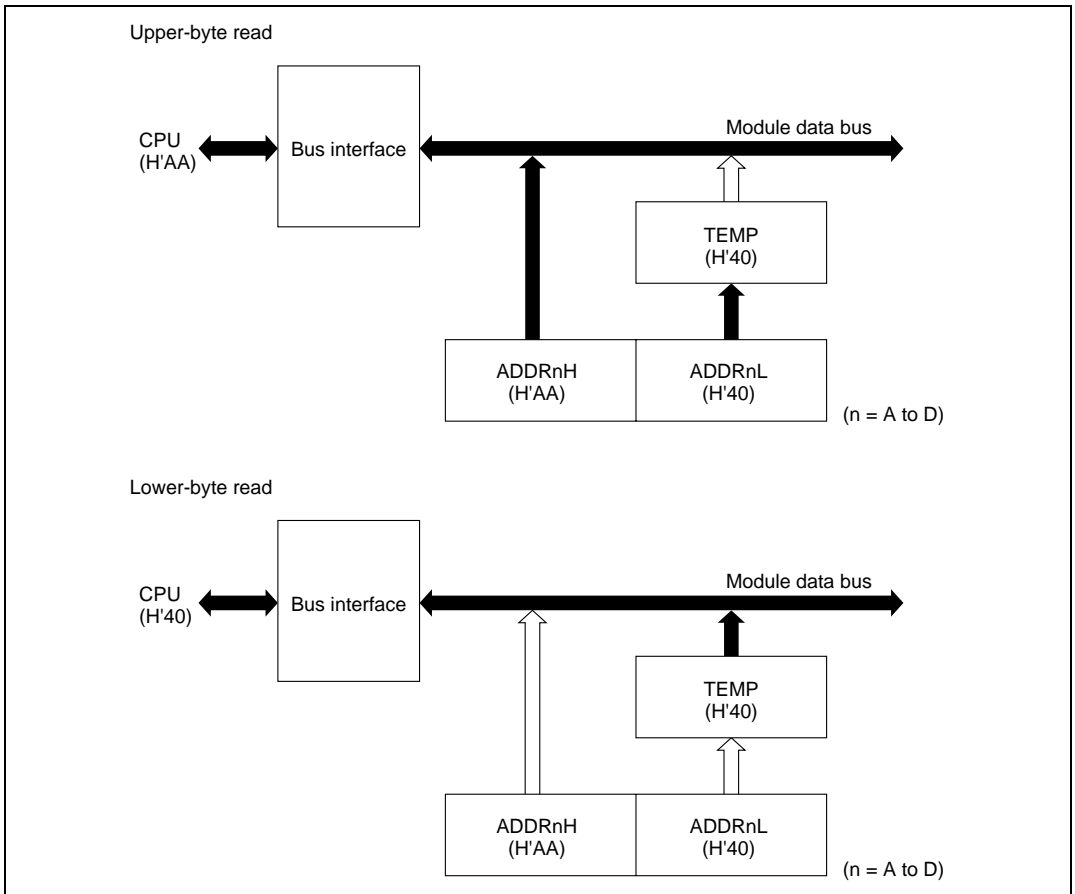 Upper-byte read
Module data bus
CPU
(H'AA)
Bus interface
TEMP
(H'40)
ADDRnH
(H'AA)
ADDRnL
(H'40)
(n = A to D)
Lower-byte read
Module data bus
CPU
(H'40)
Bus interface
TEMP
(H'40)
ADDRnH
(H'AA)
ADDRnL
(H'40)
(n = A to D)